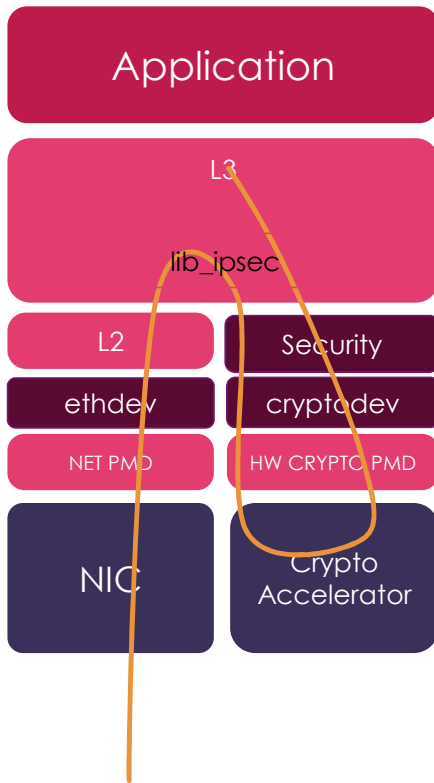 Application
L3
lib_ipsec
L2
Security
ethdev
cryptodev
NET PMD
HW CRYPTO PMD
NIC
Crypto
Accelerator